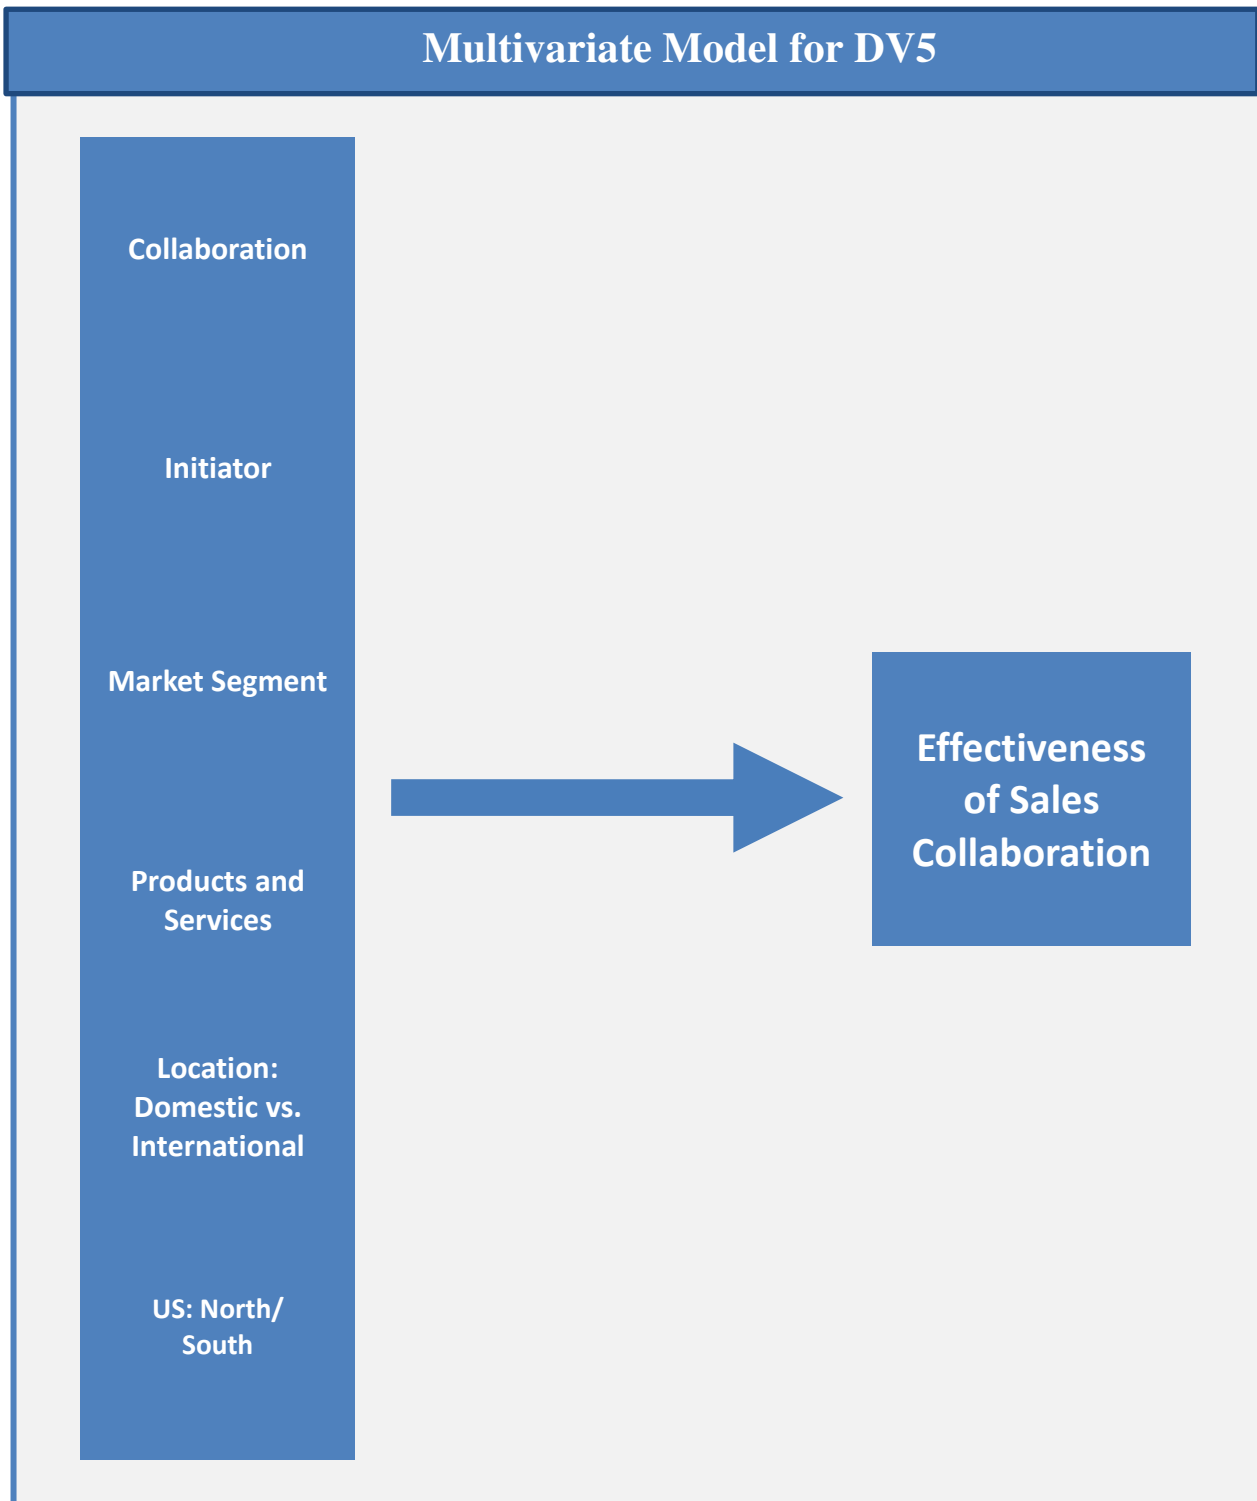 Multivariate Model for DV5
Collaboration
Initiator
Market Segment
Products and
Services
Location:
Domestic vs.
International
US: North/
South
Effectiveness
of Sales
Collaboration